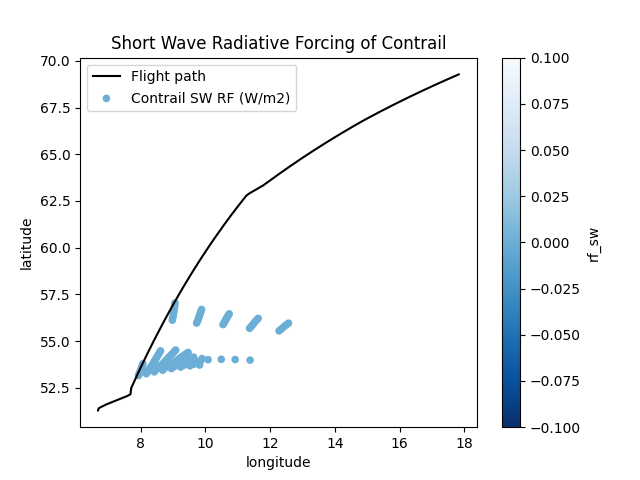 Short Wave Radiative Forcing of Contrail
Flight path
Contrail SW RF (W/m2)
70.0
67.5
65.0
62.5
60.0
57.5
55.0
52.5
latitude
8 10 12 14 16 18
longitude
0.100
0.075
0.050
0.025
0.000
−0.025
−0.050
−0.075
−0.100
rf_sw